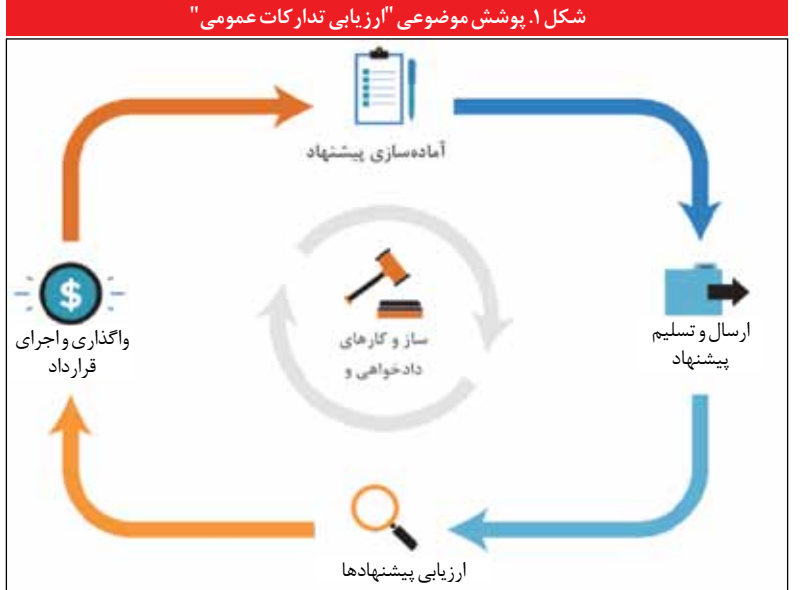 شکل ۱. پوشش موضوعی "ارزیابی تدارکات عمومی"
آماده‌سازی پیشنهاد
ارسال و تسلیم
پیشنهاد
ارزیابی پیشنهادها
واگذاری و اجرای
قرارداد
ساز و کارهای
دادخواهی و
$